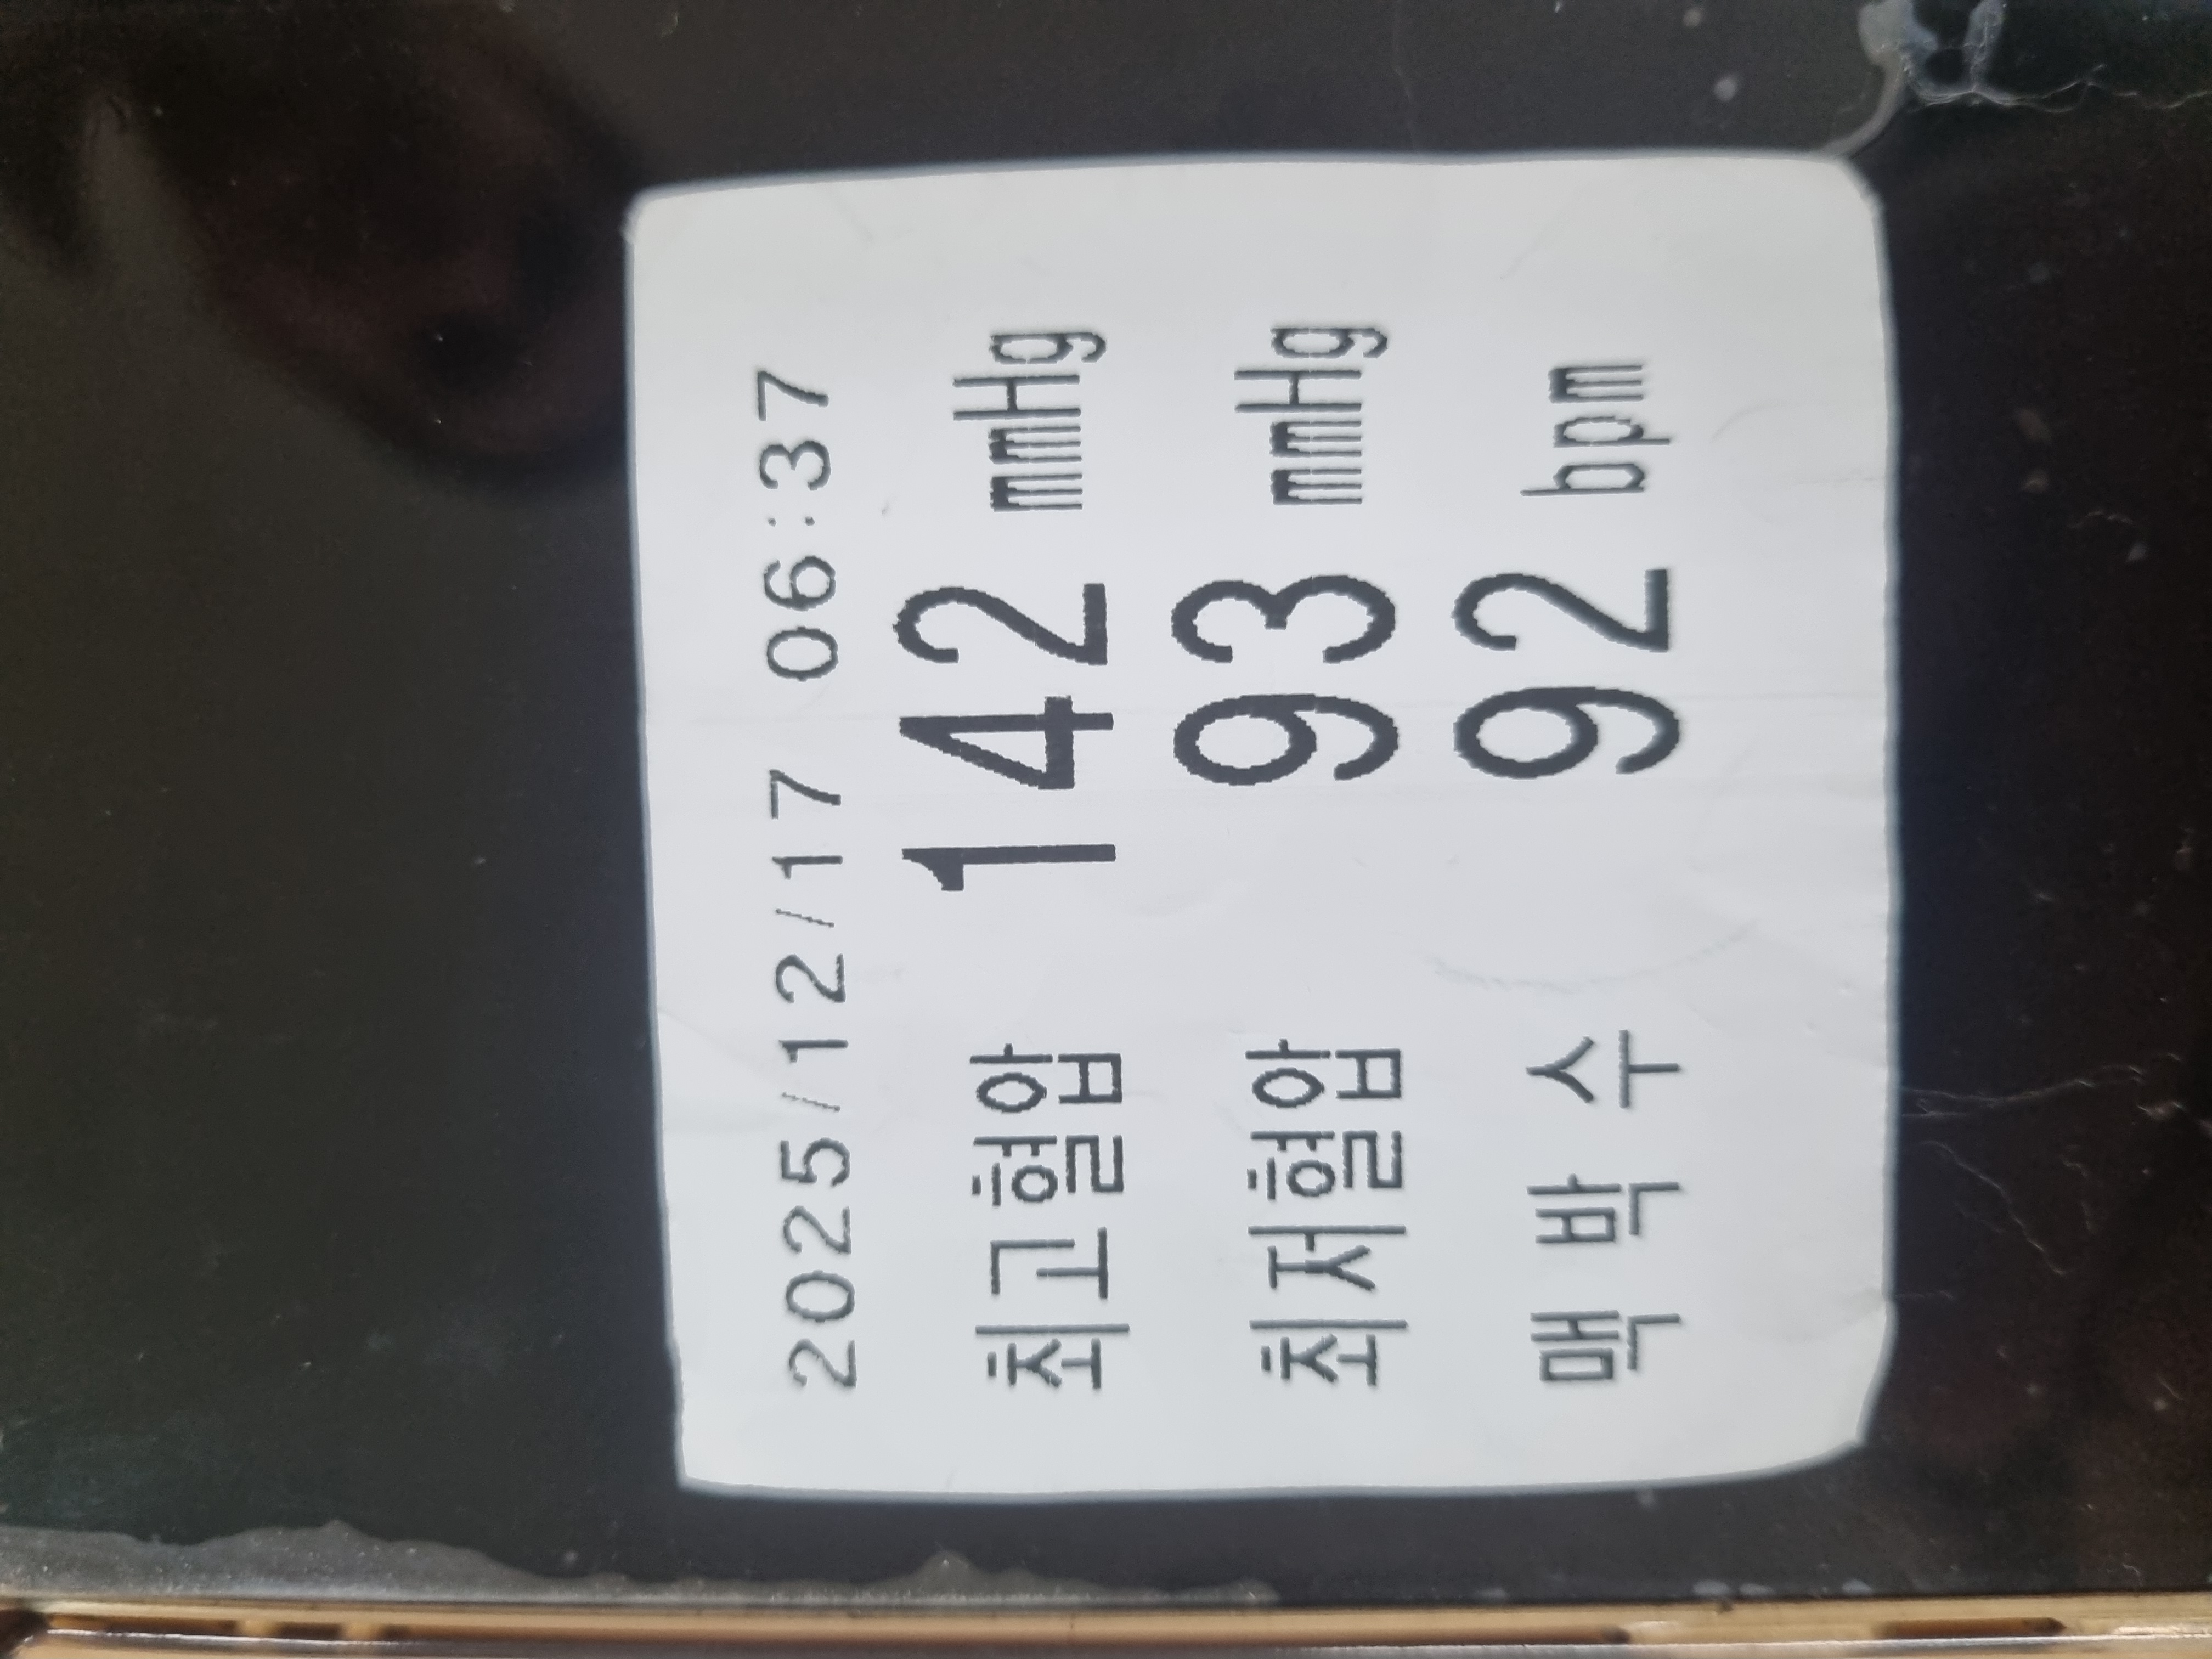 2025/12/17 06:37
최고혈압 142 mmHg
최저혈압 93 mmHg
맥 박 수 92 bpm